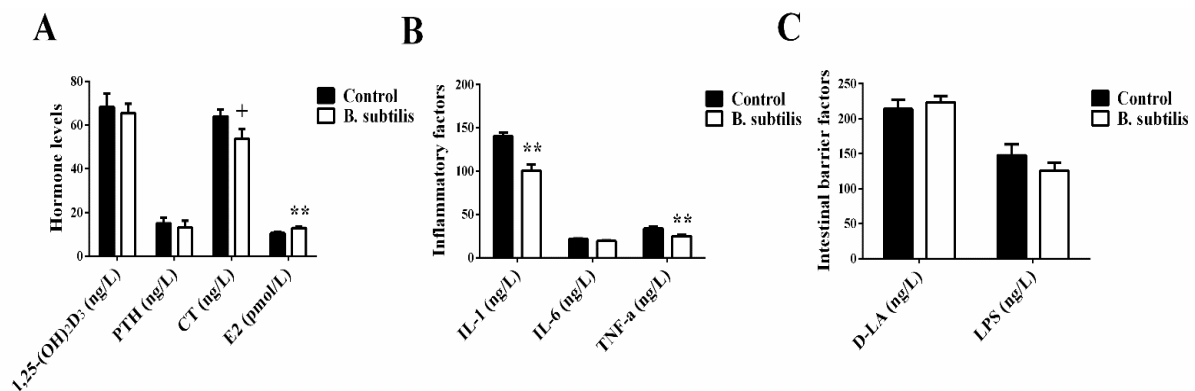 A
Hormone levels
80
60
40
20
0
1,25-(OH)₂D₃ (ng/L)
PTH (ng/L)
CT (ng/L)
E2 (pmol/L)
+
**
Control
B. subtilis
B
Inflammatory factors
200
150
100
50
0
IL-1 (ng/L)
IL-6 (ng/L)
TNF-a (ng/L)
**
**
Control
B. subtilis
C
Intestinal barrier factors
250
200
150
100
50
0
D-LA (ng/L)
LPS (ng/L)
Control
B. subtilis